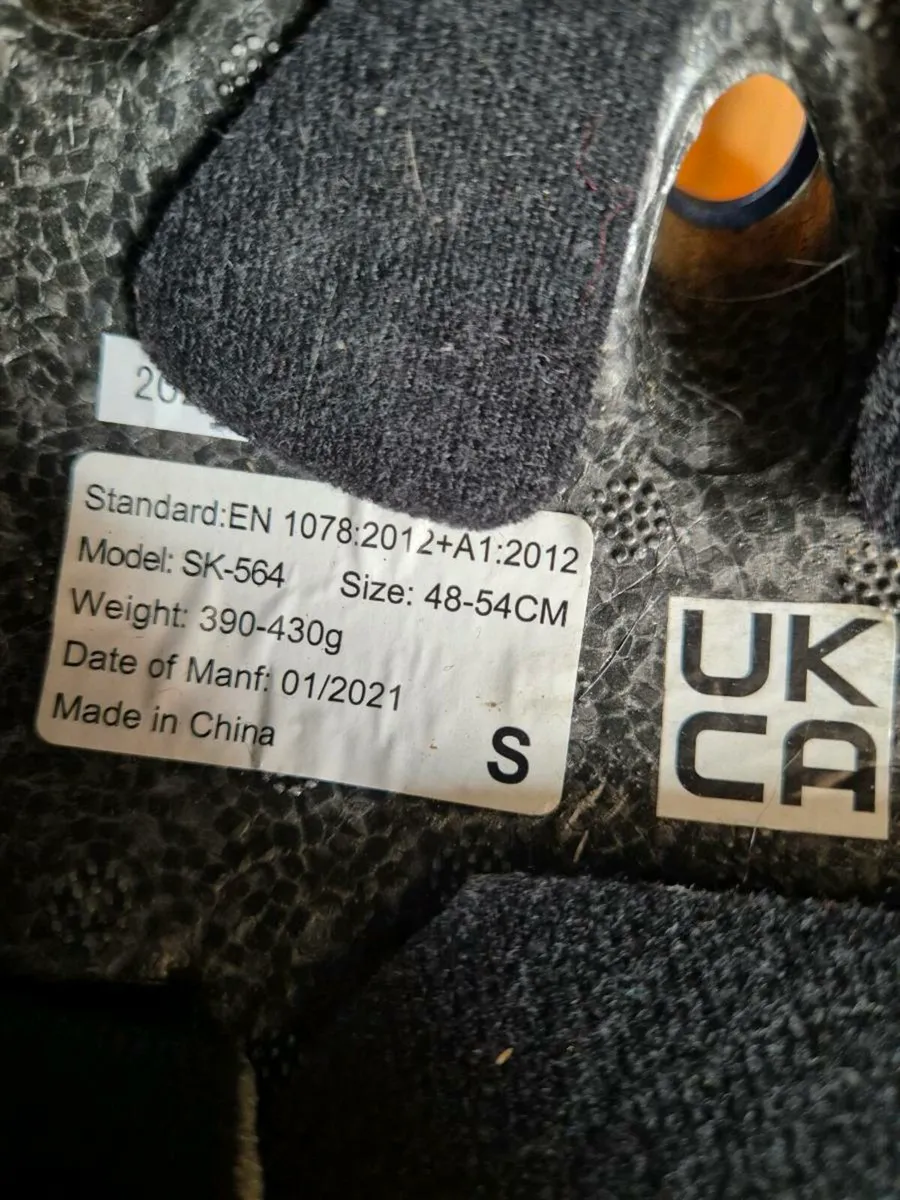 20
Standard:EN 1078:2012+A1:2012
Model: SK-564 Size: 48-54CM
Weight: 390-430g
Date of Manf: 01/2021
Made in China
S
UK
CA